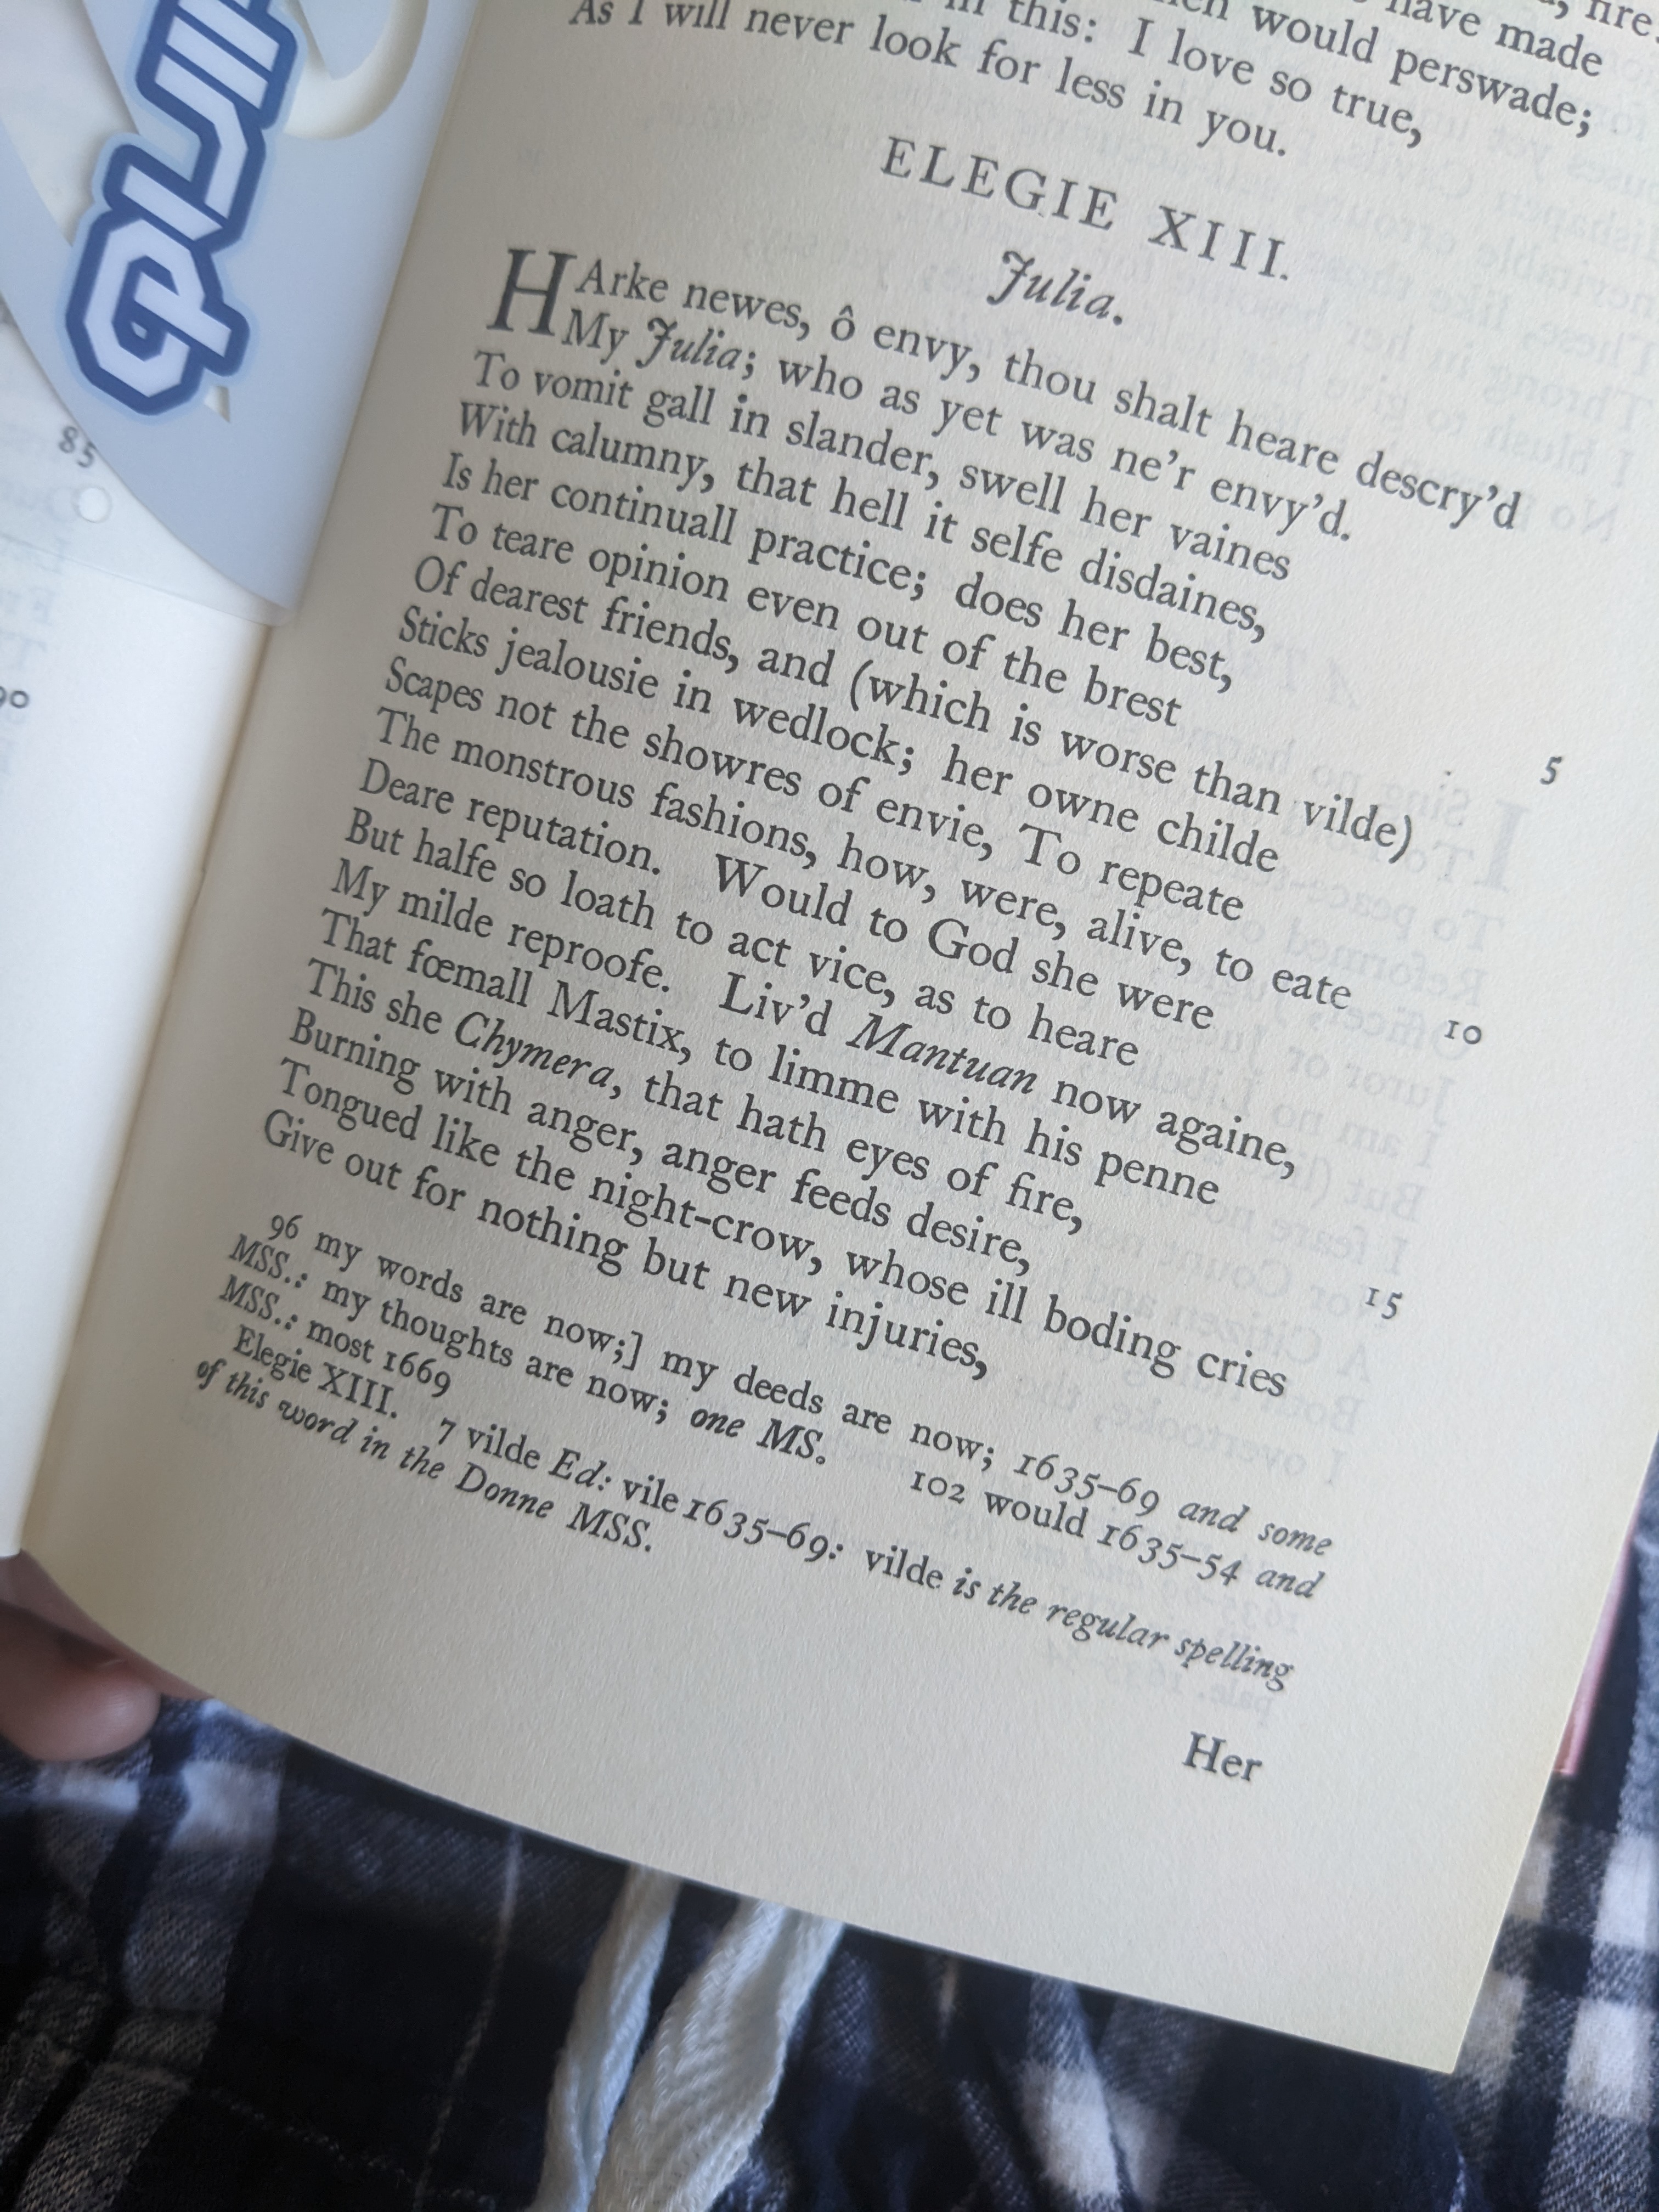 fire.
have made
would perswade;
in this: I love so true,
As I will never look for less in you.
ELEGIE XIII.
Julia.
HArke newes, ô envy, thou shalt heare descry'd
My Julia; who as yet was ne'r envy'd.
To vomit gall in slander, swell her vaines
With calumny, that hell it selfe disdaines,
Is her continuall practice; does her best, 5
To teare opinion even out of the brest
Of dearest friends, and (which is worse than vilde)
Sticks jealousie in wedlock; her owne childe
Scapes not the showres of envie, To repeate
The monstrous fashions, how, were, alive, to eate 10
Deare reputation. Would to God she were
But halfe so loath to act vice, as to heare
My milde reproofe. Liv'd Mantuan now againe,
That fœmall Mastix, to limme with his penne
This she Chymera, that hath eyes of fire, 15
Burning with anger, anger feeds desire,
Tongued like the night-crow, whose ill boding cries
Give out for nothing but new injuries,
96 my words are now;] my deeds are now; 1635–69 and some
MSS.: my thoughts are now; one MS. 102 would 1635–54 and
MSS.: most 1669
Elegie XIII. 7 vilde Ed: vile 1635–69: vilde is the regular spelling
of this word in the Donne MSS.
Her
85